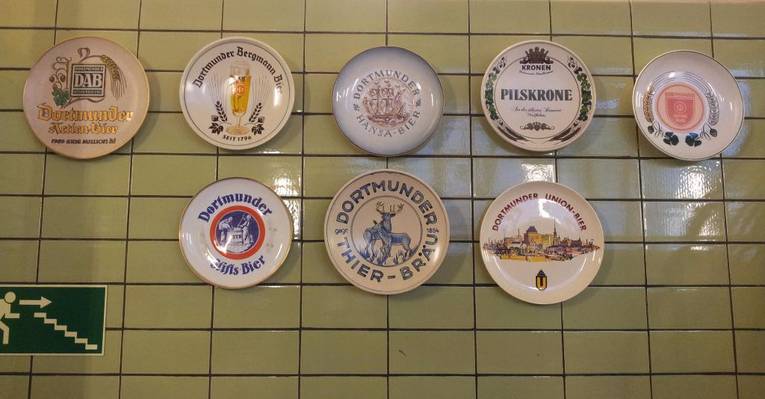 DAB
Dortmunder
Actien-Bier
Dortmunder Bergmann Bier
SEIT 1796
DORTMUNDER
HANSA-BIER
KRONEN
PILSKRONE
Dortmunder
Stifts Bier
DORTMUNDER
THIER-BRÄU
DORTMUNDER UNION-BIER
U